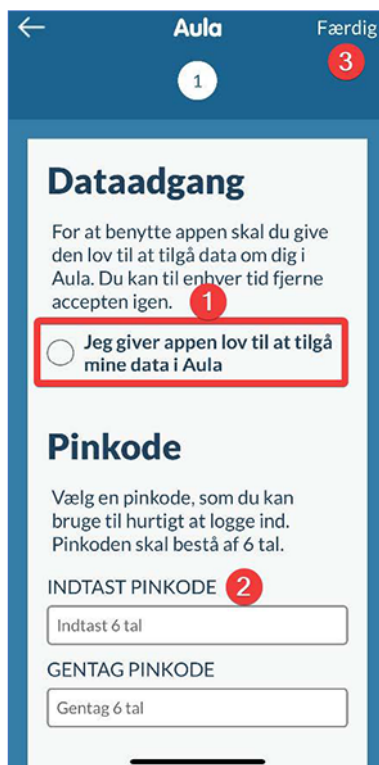 Aula
Færdig
3
1
Dataadgang
For at benytte appen skal du give
den lov til at tilgå data om dig i
Aula. Du kan til enhver tid fjerne
accepten igen.
1
Jeg giver appen lov til at tilgå
mine data i Aula
Pinkode
Vælg en pinkode, som du kan
bruge til hurtigt at logge ind.
Pinkoden skal bestå af 6 tal.
INDTAST PINKODE 2
Indtast 6 tal
GENTAG PINKODE
Gentag 6 tal